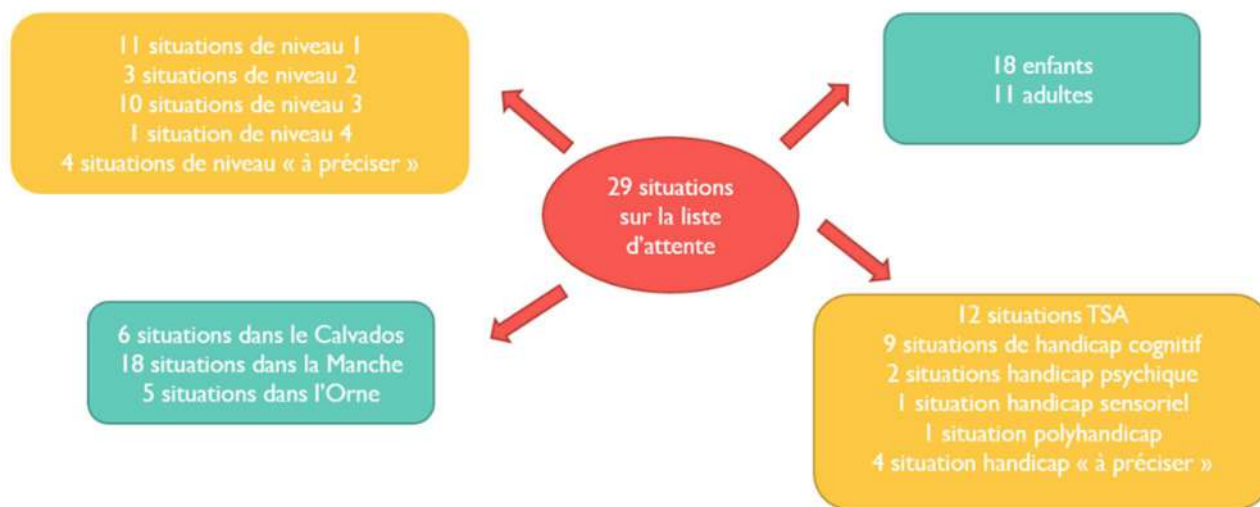 11 situations de niveau 1
3 situations de niveau 2
10 situations de niveau 3
1 situation de niveau 4
4 situations de niveau « à préciser »
18 enfants
11 adultes
29 situations
sur la liste
d'attente
6 situations dans le Calvados
18 situations dans la Manche
5 situations dans l'Orne
12 situations TSA
9 situations de handicap cognitif
2 situations handicap psychique
1 situation handicap sensoriel
1 situation polyhandicap
4 situation handicap « à préciser »